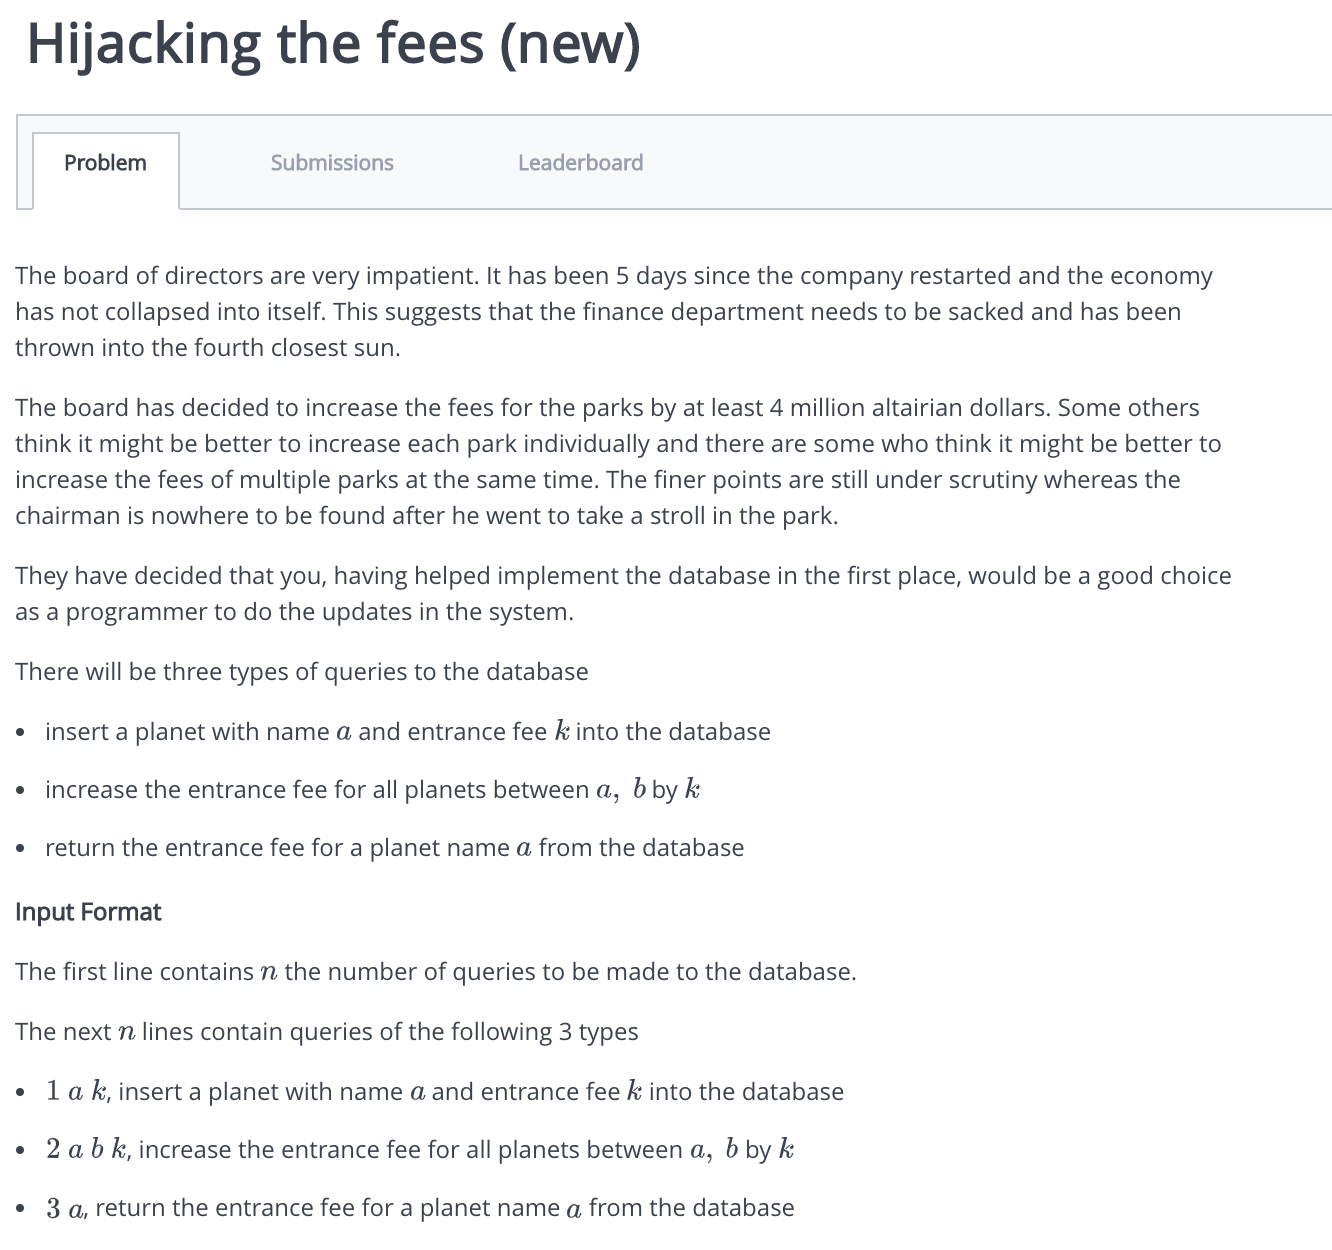 Hijacking the fees (new)
Problem Submissions Leaderboard
The board of directors are very impatient. It has been 5 days since the company restarted and the economy
has not collapsed into itself. This suggests that the finance department needs to be sacked and has been
thrown into the fourth closest sun.
The board has decided to increase the fees for the parks by at least 4 million altairian dollars. Some others
think it might be better to increase each park individually and there are some who think it might be better to
increase the fees of multiple parks at the same time. The finer points are still under scrutiny whereas the
chairman is nowhere to be found after he went to take a stroll in the park.
They have decided that you, having helped implement the database in the first place, would be a good choice
as a programmer to do the updates in the system.
There will be three types of queries to the database
• insert a planet with name a and entrance fee k into the database
• increase the entrance fee for all planets between a, b by k
• return the entrance fee for a planet name a from the database
Input Format
The first line contains n the number of queries to be made to the database.
The next n lines contain queries of the following 3 types
• 1 a k, insert a planet with name a and entrance fee k into the database
• 2 a b k, increase the entrance fee for all planets between a, b by k
• 3 a, return the entrance fee for a planet name a from the database